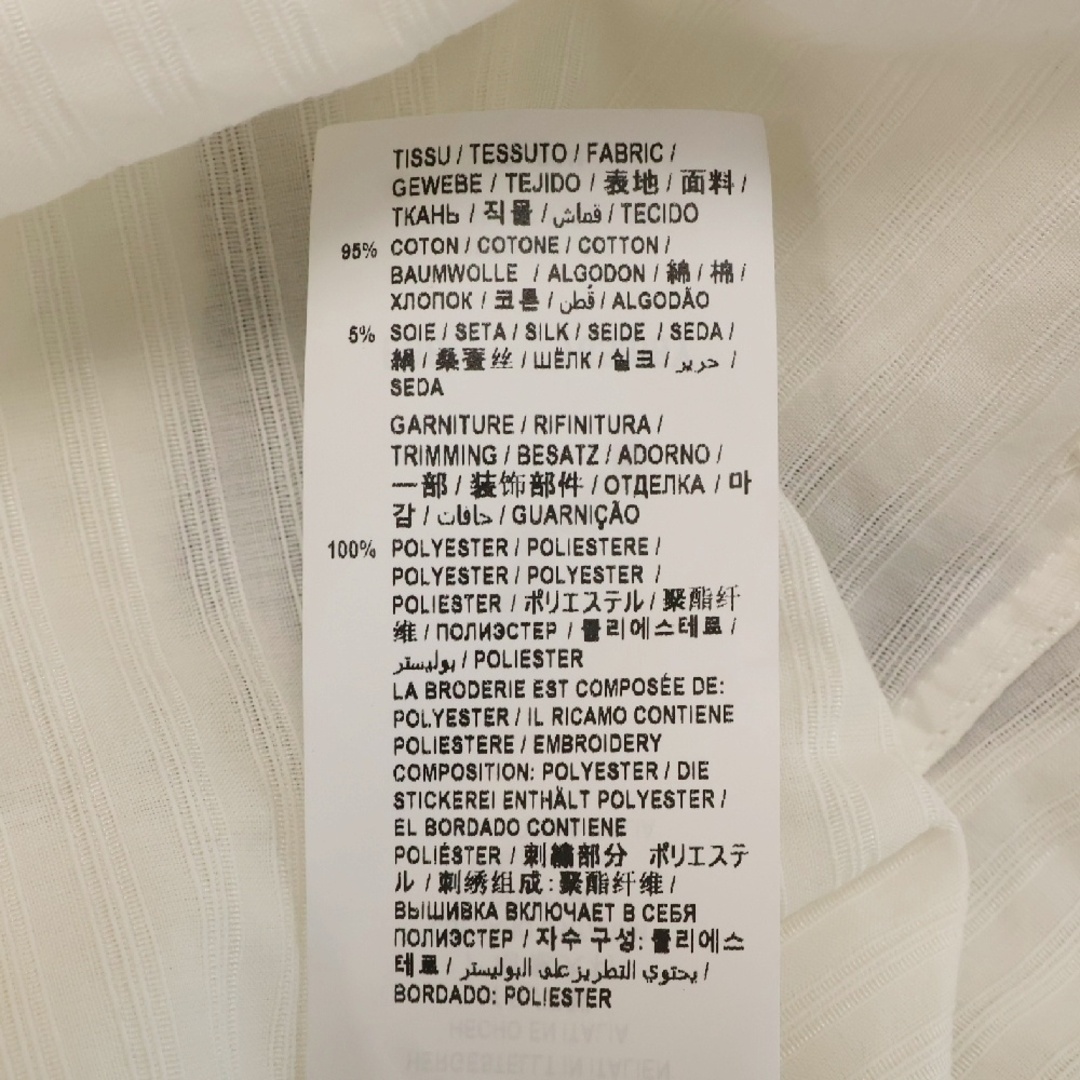 TISSU / TESSUTO / FABRIC /
GEWEBE / TEJIDO / 表地 / 面料 /
ТКАНЬ / 직물 / قماش / TECIDO
95% COTON / COTONE / COTTON /
BAUMWOLLE / ALGODON / 綿 / 棉 /
ХЛОПОК / 코튼 / قُطن / ALGODÃO
5% SOIE / SETA / SILK / SEIDE / SEDA /
絹 / 桑蚕丝 / ШЁЛК / 실크 / حرير /
SEDA
GARNITURE / RIFINITURA /
TRIMMING / BESATZ / ADORNO /
一部 / 装饰部件 / ОТДЕЛКА / 마
감 / حافات / GUARNIÇÃO
100% POLYESTER / POLIESTERE /
POLYESTER / POLYESTER /
POLIESTER / ポリエステル / 聚酯纤
维 / ПОЛИЭСТЕР / 폴리에스테르 /
بوليستر / POLIESTER
LA BRODERIE EST COMPOSÉE DE:
POLYESTER / IL RICAMO CONTIENE
POLIESTERE / EMBROIDERY
COMPOSITION: POLYESTER / DIE
STICKEREI ENTHÄLT POLYESTER /
EL BORDADO CONTIENE
POLIÉSTER / 刺繍部分 ポリエステ
ル / 刺绣组成: 聚酯纤维 /
ВЫШИВКА ВКЛЮЧАЕТ В СЕБЯ
ПОЛИЭСТЕР / 자수 구성: 폴리에스
테르 / يحتوي التطريز على البوليستر /
BORDADO: POLIESTER
HECHO EN ITALIA
HERGESTELLT IN ITALIEN